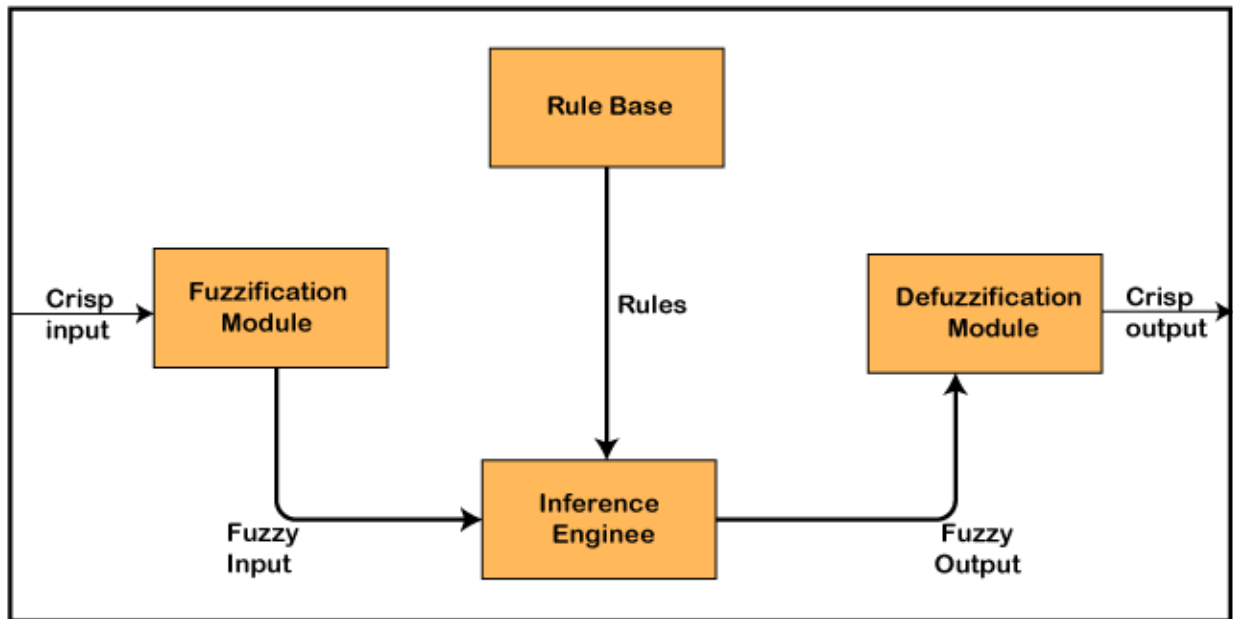 Rule Base
Crisp
input
Fuzzification
Module
Rules
Defuzzification
Module
Crisp
output
Fuzzy
Input
Inference
Enginee
Fuzzy
Output